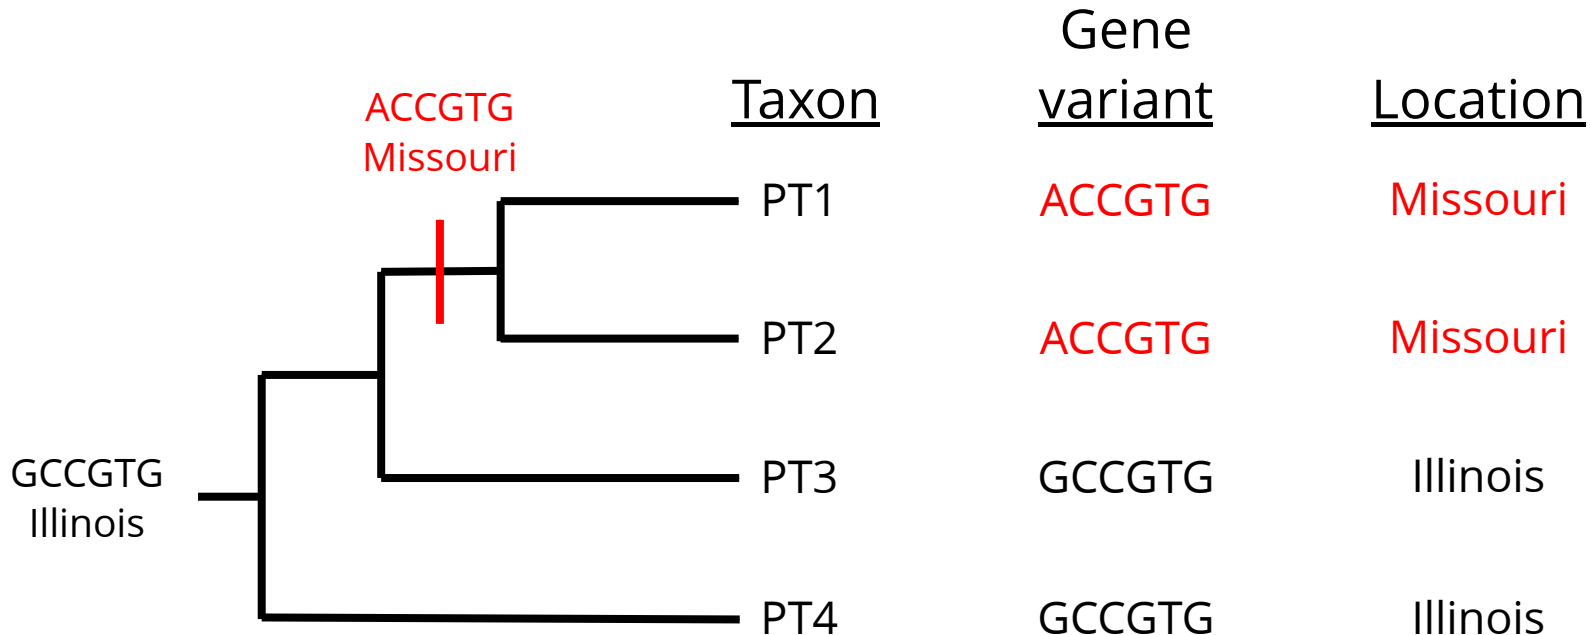 Gene
Taxon variant Location
ACCGTG
Missouri
PT1 ACCGTG Missouri
PT2 ACCGTG Missouri
GCCGTG
Illinois
PT3 GCCGTG Illinois
PT4 GCCGTG Illinois